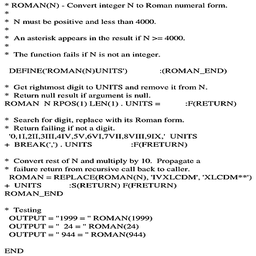 * ROMAN(N) - Convert integer N to Roman numeral form.
*
* N must be positive and less than 4000.
*
* An asterisk appears in the result if N >= 4000.
*
* The function fails if N is not an integer.
DEFINE('ROMAN(N)UNITS') :(ROMAN_END)
* Get rightmost digit to UNITS and remove it from N.
* Return null result if argument is null.
ROMAN N RPOS(1) LEN(1) . UNITS = :F(RETURN)
* Search for digit, replace with its Roman form.
* Return failing if not a digit.
'0,1I,2II,3III,4IV,5V,6VI,7VII,8VIII,9IX,' UNITS
+ BREAK(',') . UNITS :F(FRETURN)
* Convert rest of N and multiply by 10. Propagate a
* failure return from recursive call back to caller.
ROMAN = REPLACE(ROMAN(N), 'IVXLCDM', 'XLCDM**')
+ UNITS :S(RETURN) F(FRETURN)
ROMAN_END
* Testing
OUTPUT = "1999 = " ROMAN(1999)
OUTPUT = " 24 = " ROMAN(24)
OUTPUT = " 944 = " ROMAN(944)
END